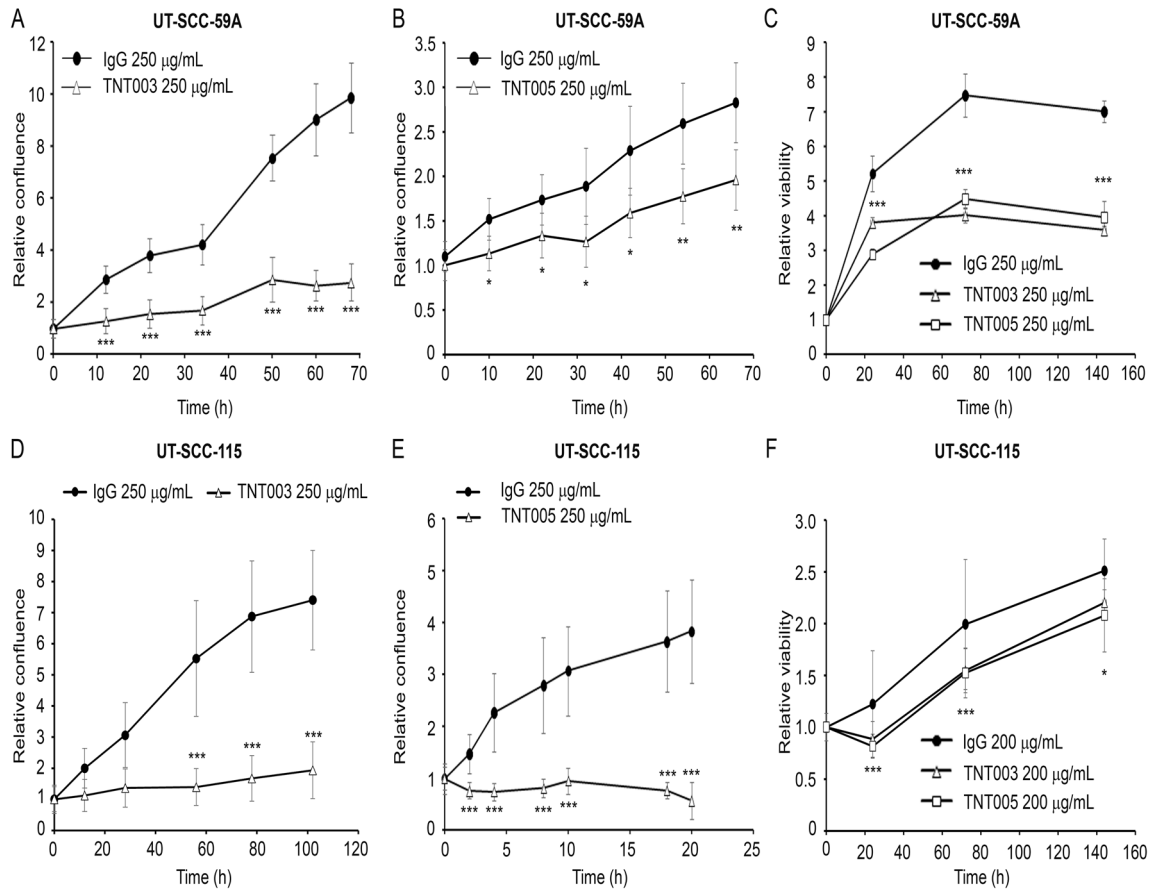 A
UT-SCC-59A
IgG 250 μg/mL
TNT003 250 μg/mL
Relative confluence
12
10
8
6
4
2
0
***
***
***
***
***
***
0 10 20 30 40 50 60 70
Time (h)
B
UT-SCC-59A
IgG 250 μg/mL
TNT005 250 μg/mL
Relative confluence
3.5
3.0
2.5
2.0
1.5
1.0
0.5
0
*
*
*
*
**
**
0 10 20 30 40 50 60 70
Time (h)
C
UT-SCC-59A
Relative viability
9
8
7
6
5
4
3
2
1
0
***
***
***
IgG 250 μg/mL
TNT003 250 μg/mL
TNT005 250 μg/mL
0 20 40 60 80 100 120 140 160
Time (h)
D
UT-SCC-115
IgG 250 μg/mL TNT003 250 μg/mL
Relative confluence
10
9
8
7
6
5
4
3
2
1
0
***
***
***
0 20 40 60 80 100 120
Time (h)
E
UT-SCC-115
IgG 250 μg/mL
TNT005 250 μg/mL
Relative confluence
6
5
4
3
2
1
0
***
***
***
***
***
***
0 5 10 15 20 25
Time (h)
F
UT-SCC-115
Relative viability
3.0
2.5
2.0
1.5
1.0
0.5
0
***
***
*
IgG 200 μg/mL
TNT003 200 μg/mL
TNT005 200 μg/mL
0 20 40 60 80 100 120 140 160
Time (h)